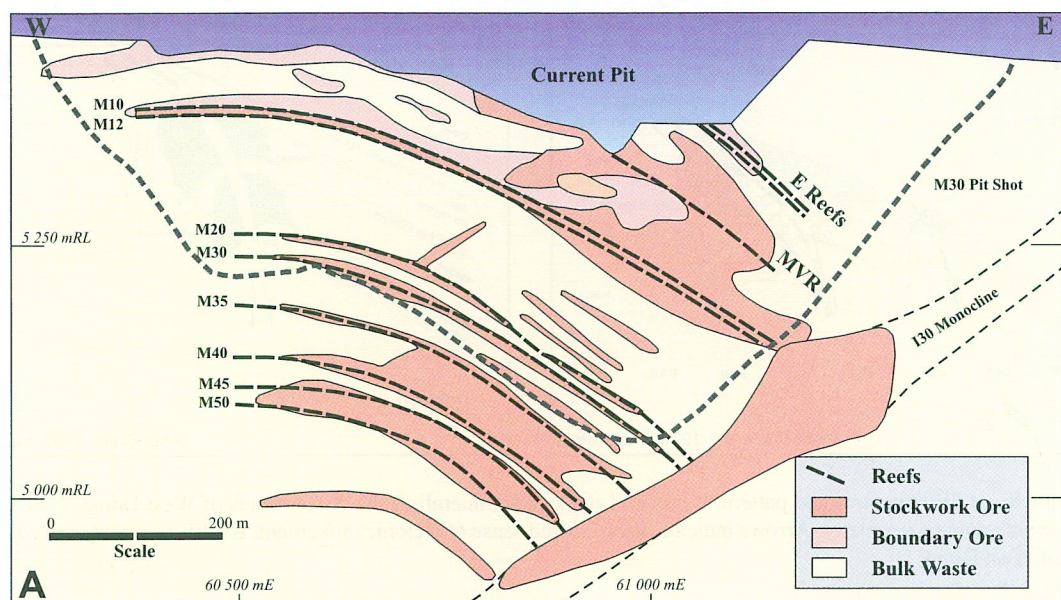 W
E
Current Pit
M10
M12
E Reefs
M30 Pit Shot
M20
5 250 mRL
M30
MVR
M35
I30 Monocline
M40
M45
M50
Reefs
5 000 mRL
Stockwork Ore
0
200 m
Boundary Ore
Scale
Bulk Waste
A
60 500 mE
61 000 mE